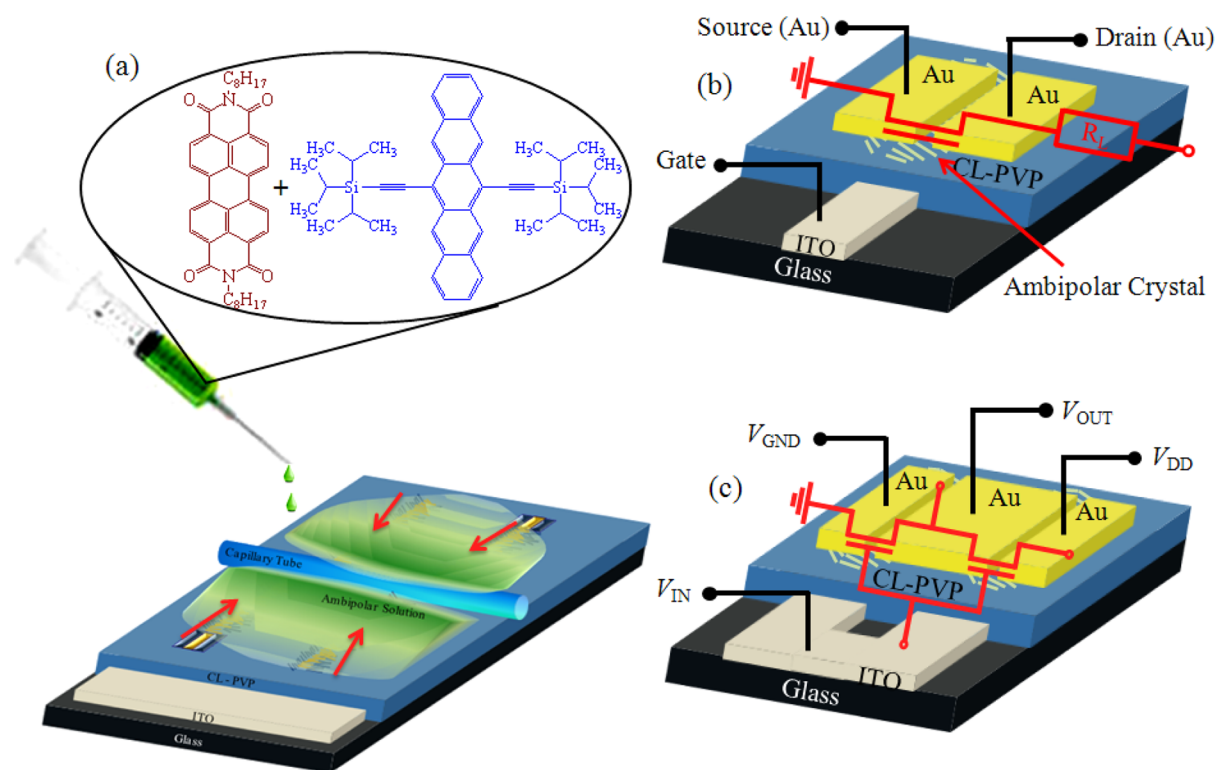 (a)
C8H17
O
N
O
O
N
O
C8H17
+
H3C
CH3
CH3
H3C
Si
CH3
H3C
CH3
CH3
H3C
Si
CH3
H3C
CH3
H3C
CH3
Capillary Tube
Ambipolar Solution
CL - PVP
ITO
Glass
(b)
Source (Au)
Drain (Au)
Au
Au
RL
Gate
CL-PVP
ITO
Glass
Ambipolar Crystal
(c)
VGND
VOUT
VDD
Au
Au
Au
CL-PVP
VIN
ITO
Glass